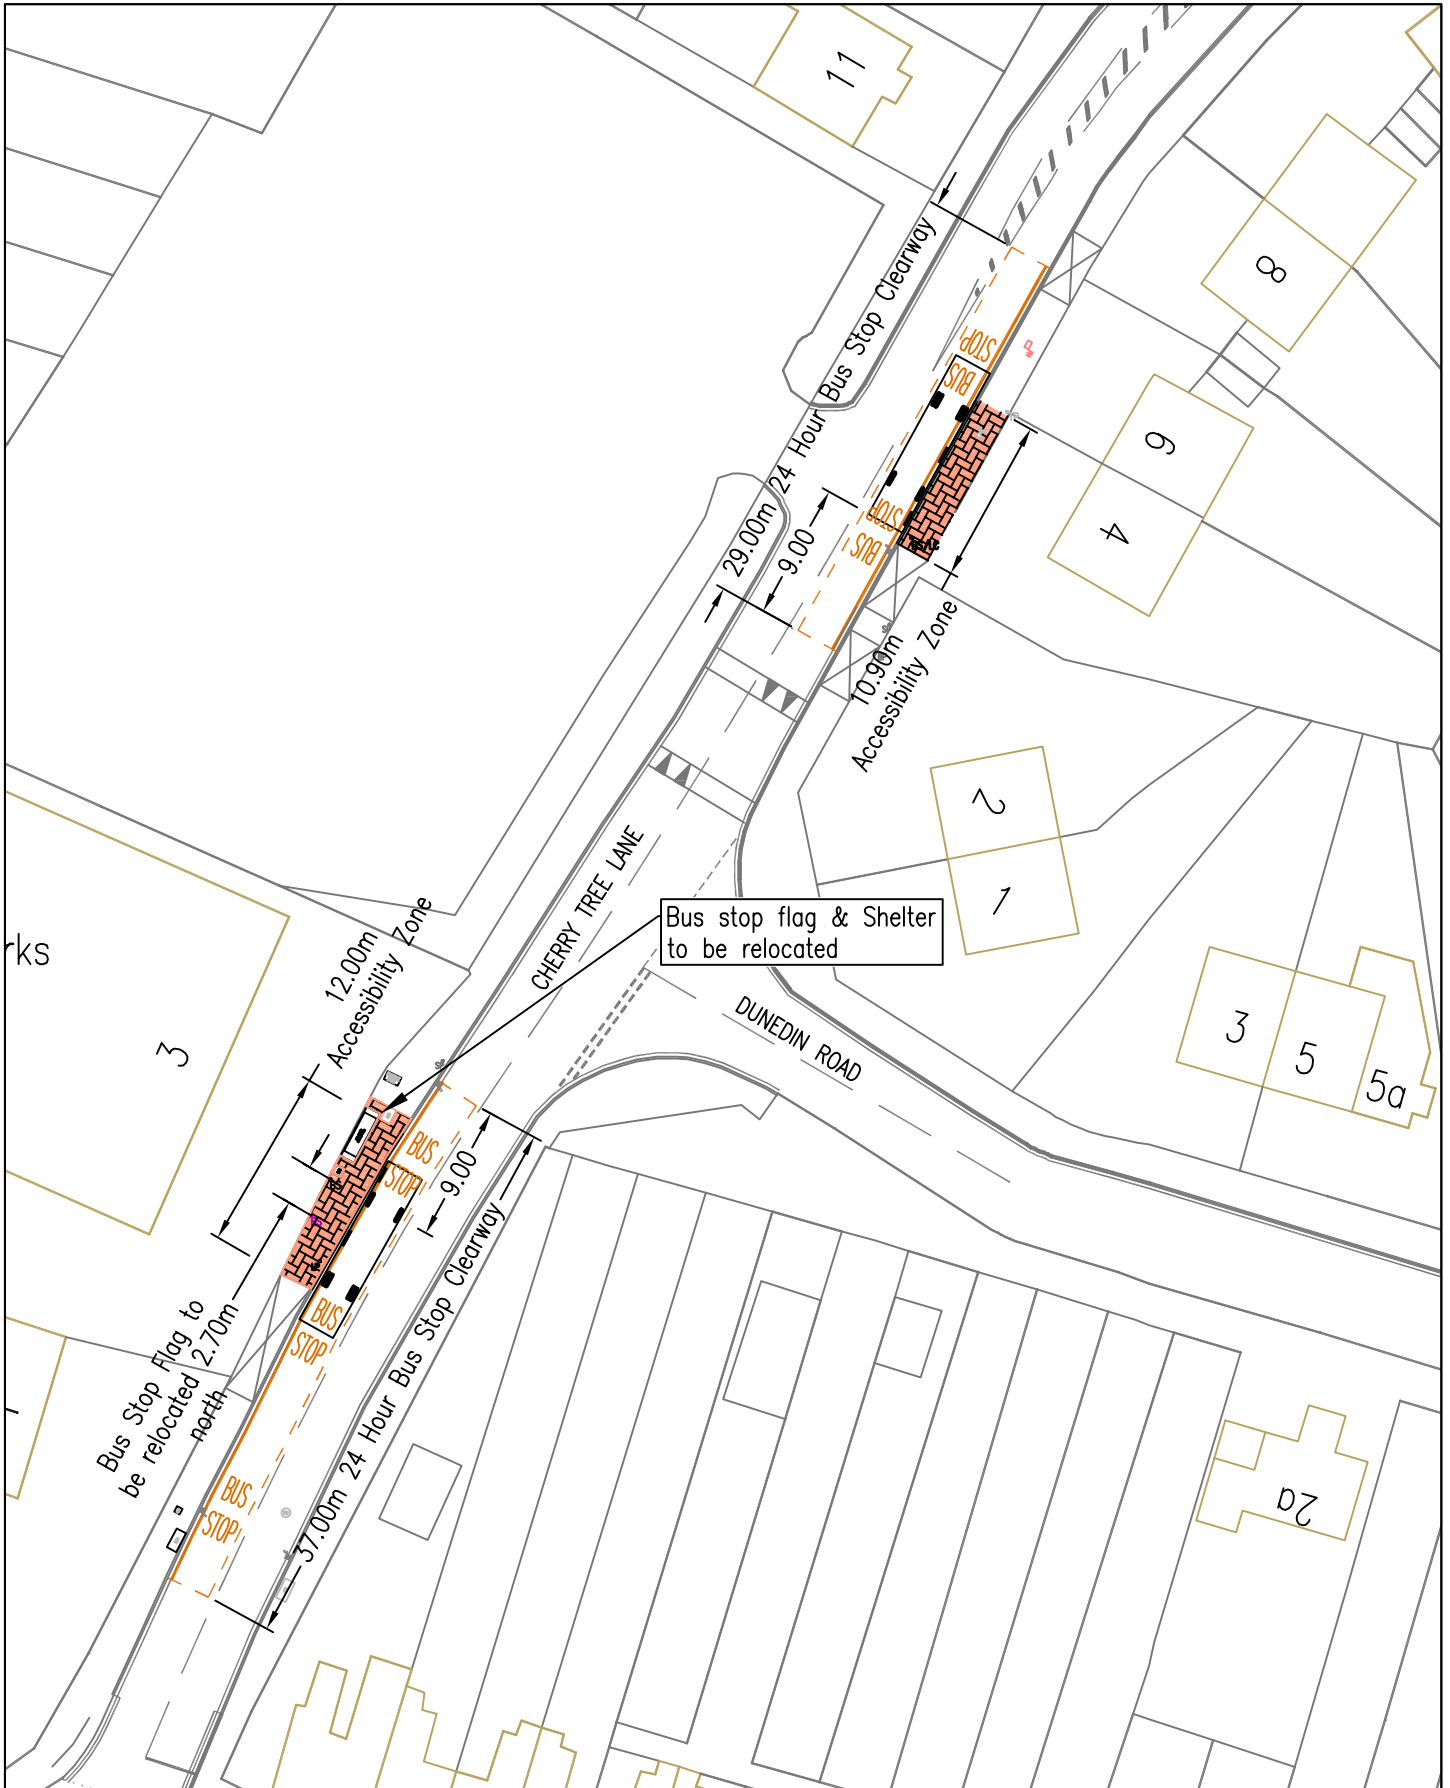 11
29.00m 24 Hour Bus Stop Clearway
8
STOP
BUS
6
4
STOP
BUS
9.00
10.90m
Accessibility Zone
2
1
CHERRY TREE LANE
Bus stop flag & Shelter
to be relocated
DUNEDIN ROAD
rks
3
12.00m
Accessibility Zone
3
5
5a
BUS
STOP
9.00
BUS
STOP
37.00m 24 Hour Bus Stop Clearway
Bus Stop Flag to
be relocated 2.70m
north
BUS
STOP
2a